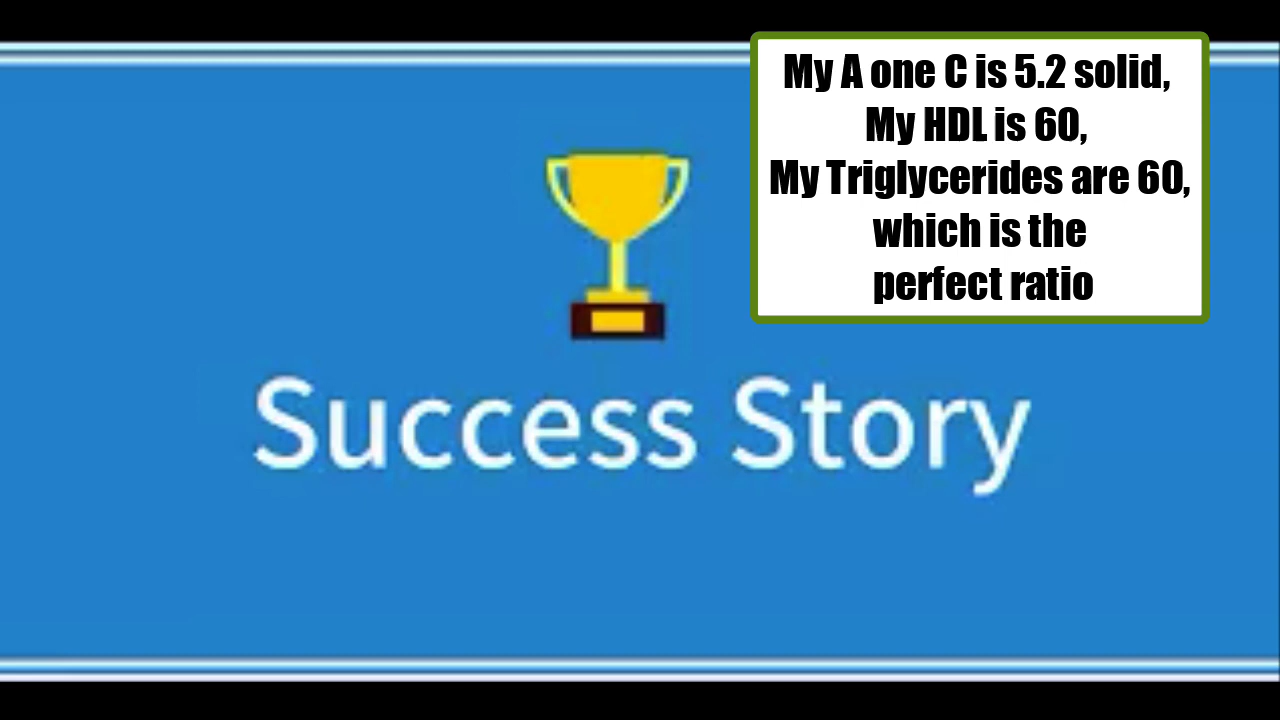 My A one C is 5.2 solid,
My HDL is 60,
My Triglycerides are 60,
which is the
perfect ratio
Success Story